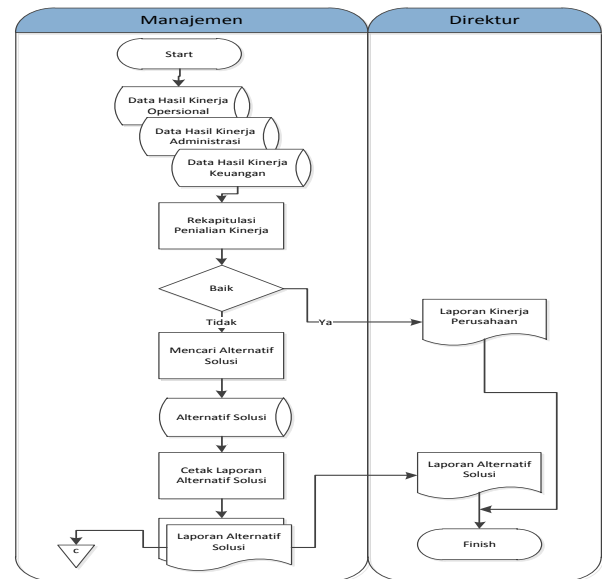 Manajemen
Direktur
Start
Data Hasil Kinerja
Opersional
Data Hasil Kinerja
Administrasi
Data Hasil Kinerja
Keuangan
Rekapitulasi
Penialian Kinerja
Baik
Tidak
Ya
Laporan Kinerja
Perusahaan
Mencari Alternatif
Solusi
Alternatif Solusi
Cetak Laporan
Alternatif Solusi
Laporan Alternatif
Solusi
Laporan Alternatif
Solusi
C
Finish